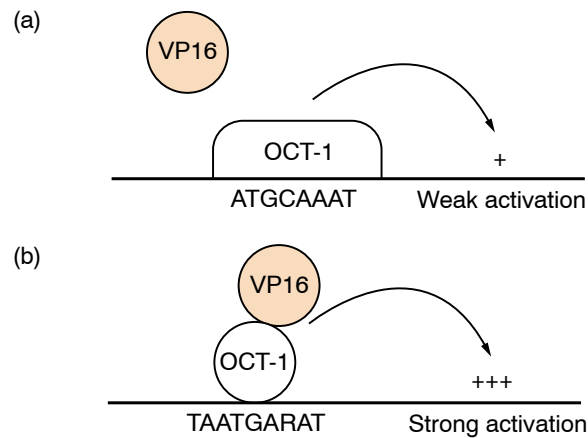 (a)
VP16
OCT-1
+
ATGCAAAT Weak activation
(b)
VP16
OCT-1
+++
TAATGARAT Strong activation